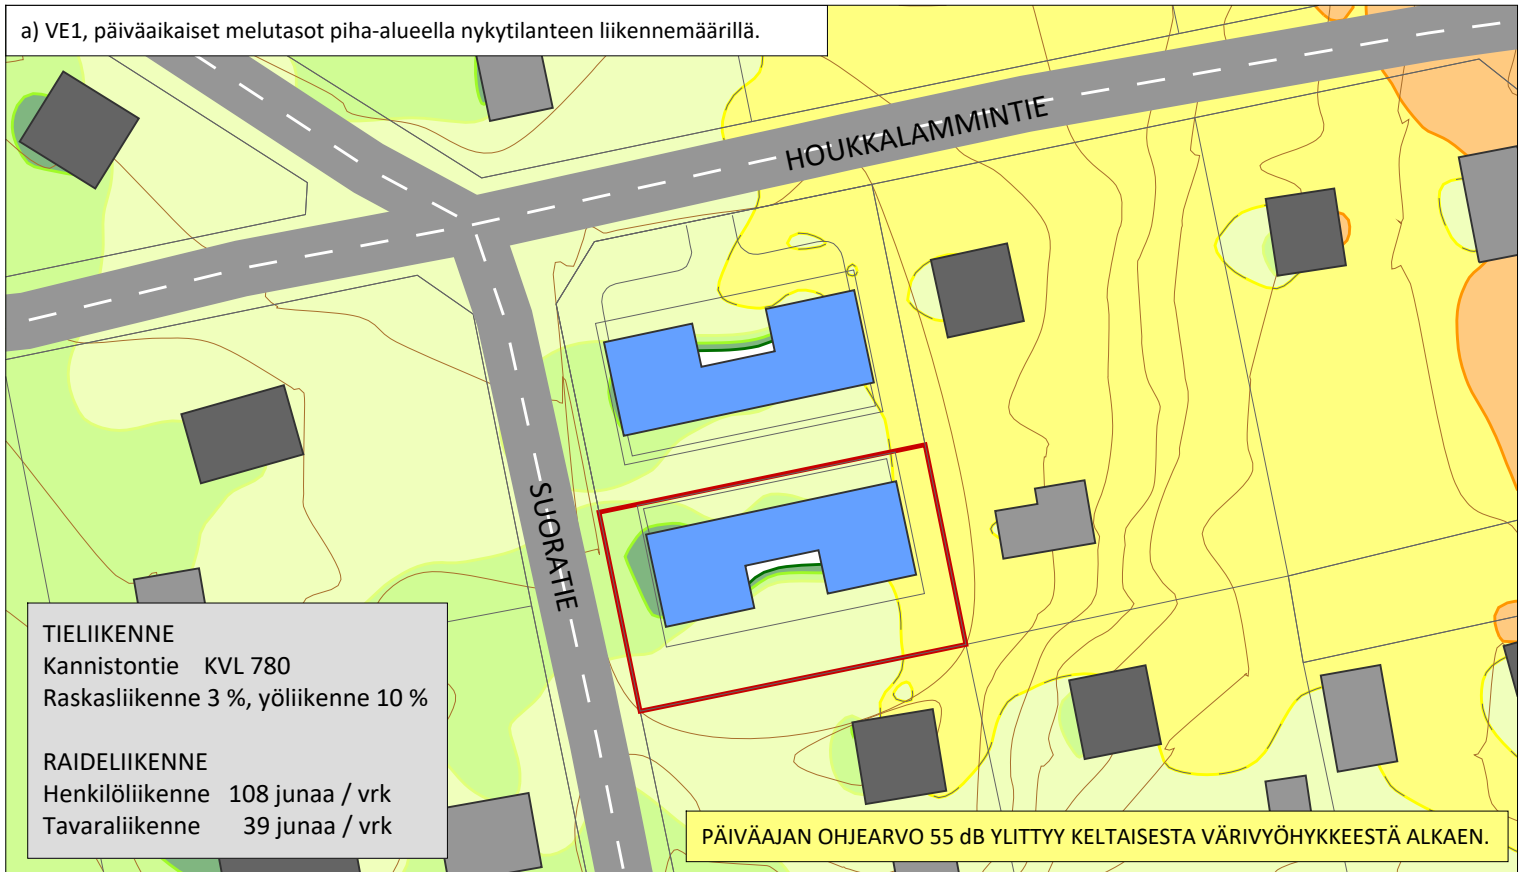 a) VE1, päiväaikaiset melutasot piha-alueella nykytilanteen liikennemäärillä.
HOUKKALAMMINTIE
SUORATIE
TIELIIKENNE
Kannistontie KVL 780
Raskasliikenne 3 %, yöliikenne 10 %
RAIDELIIKENNE
Henkilöliikenne 108 junaa / vrk
Tavaraliikenne 39 junaa / vrk
PÄIVÄAJAN OHJEARVO 55 dB YLITTYY KELTAISESTA VÄRIVYÖHYKKEESTÄ ALKAEN.